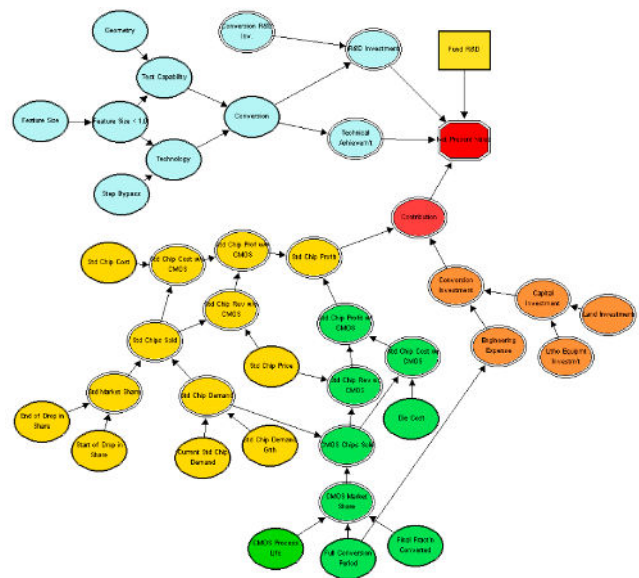 Geometry
Conversion R&D
Inv.
R&D Investment
Fund R&D
Test Capability
Feature Size
Feature Size < 1.0
Conversion
Technology
Technical
Achievem't
Net Present Value
Step Bypass
Contribution
Std Chip Cost
Std Chip Cost w/o
CMOS
Std Chip Profit w/o
CMOS
Std Chip Profit
Conversion
Investment
Capital
Investment
Land Investment
Std Chip Rev w/o
CMOS
Std Chip Profit w/
CMOS
Std Chips Sold
Std Chip Cost w/
CMOS
Engineering
Expense
Litho Equipmt
Investm't
Std Chip Price
Std Chip Rev w/
CMOS
Std Market Share
Std Chip Demand
End of Drop in
Share
Start of Drop in
Share
Die Cost
Current Std Chip
Demand
Std Chip Demand
Grth
CMOS Chips Sold
CMOS Market
Share
CMOS Process
Life
Full Conversion
Period
Final Fract'n
Converted